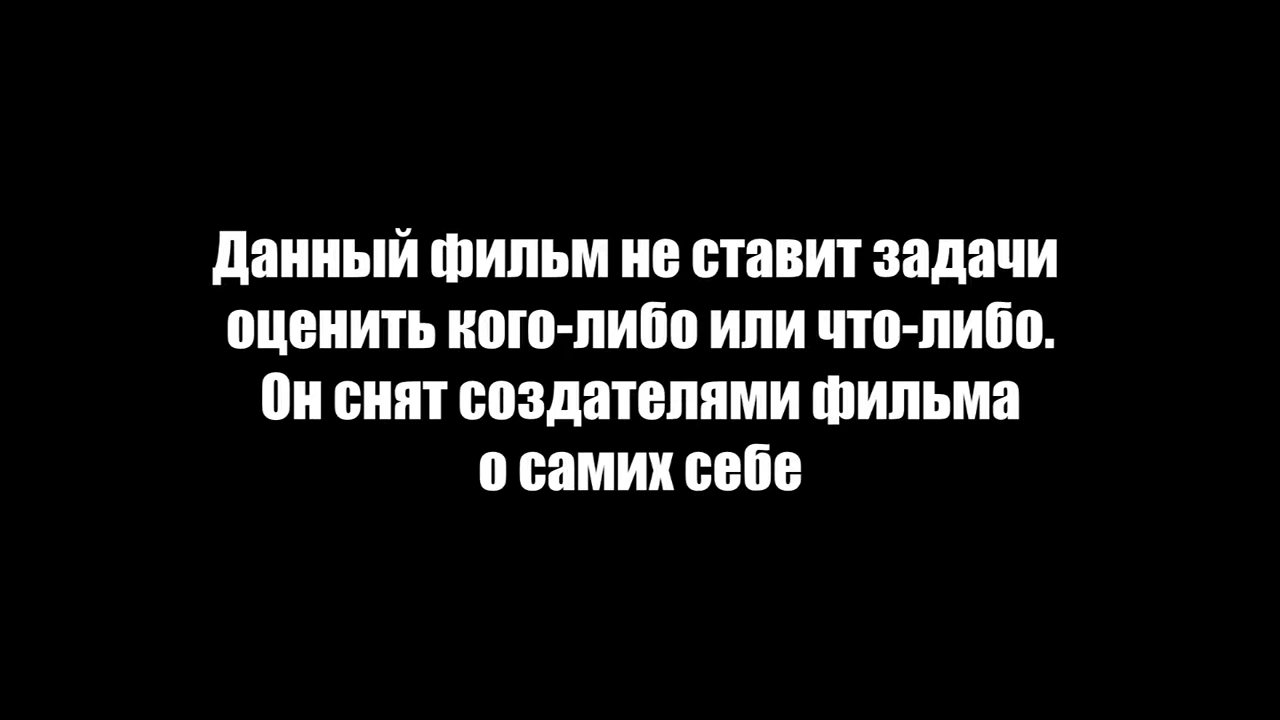 Данный фильм не ставит задачи
оценить кого-либо или что-либо.
Он снят создателями фильма
о самих себе